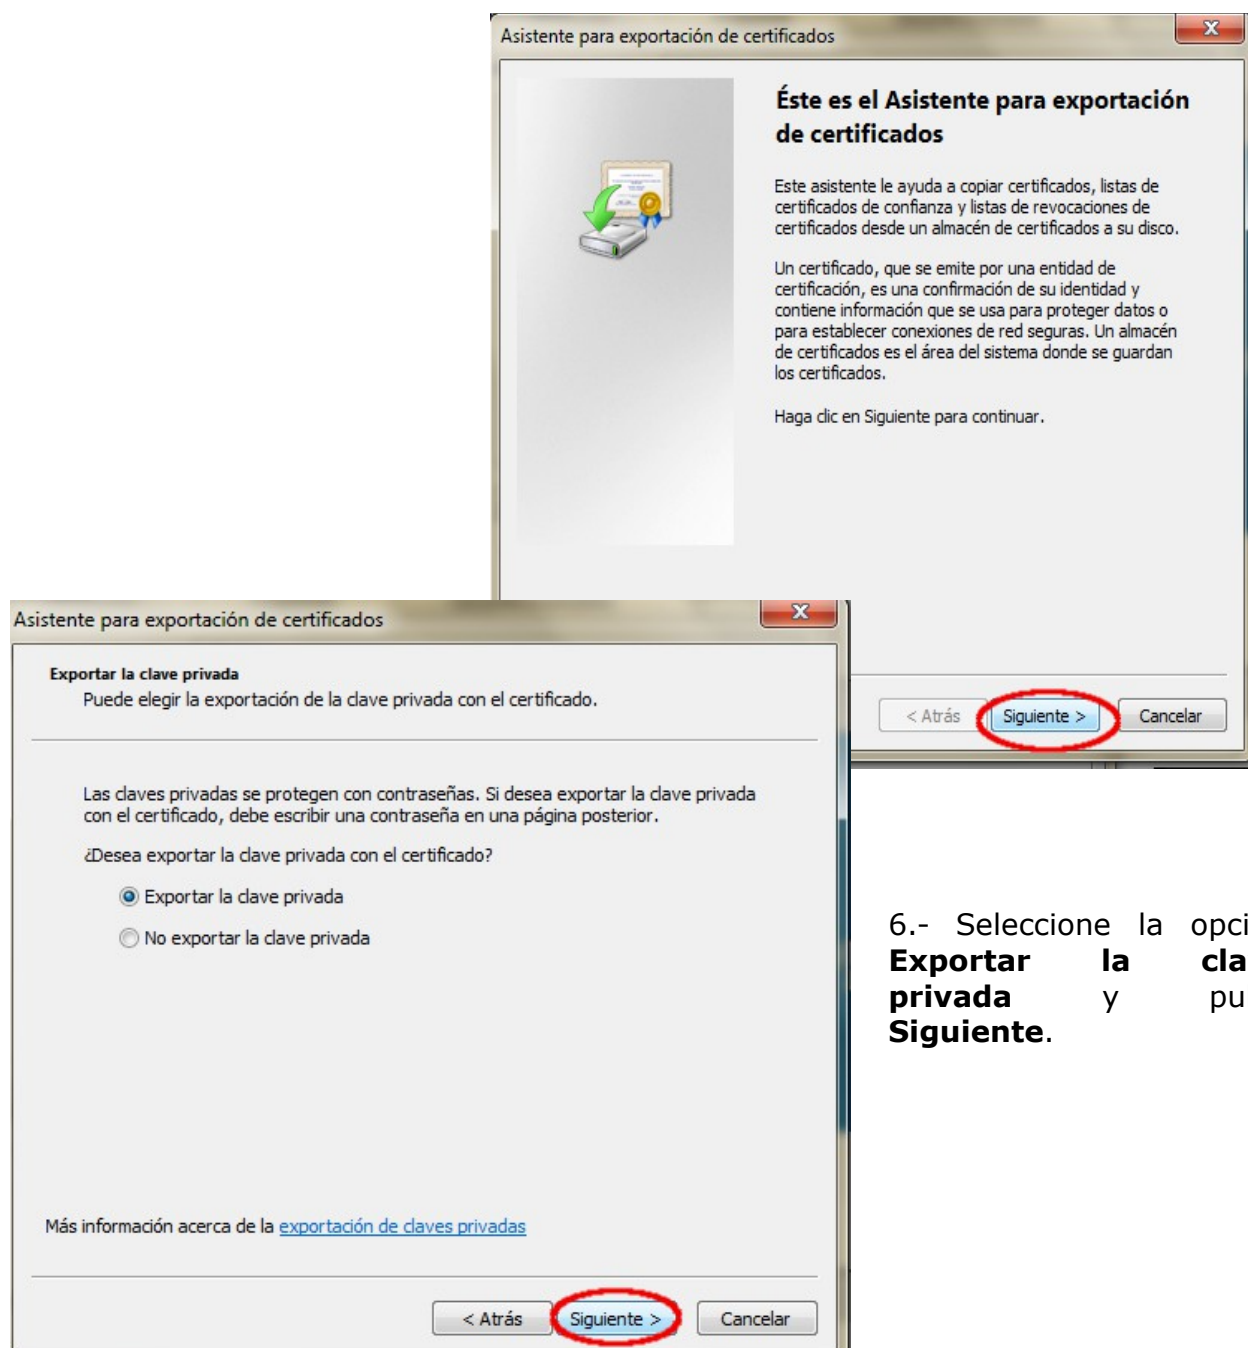 Asistente para exportación de certificados
X
Éste es el Asistente para exportación
de certificados
Este asistente le ayuda a copiar certificados, listas de
certificados de confianza y listas de revocaciones de
certificados desde un almacén de certificados a su disco.
Un certificado, que se emite por una entidad de
certificación, es una confirmación de su identidad y
contiene información que se usa para proteger datos o
para establecer conexiones de red seguras. Un almacén
de certificados es el área del sistema donde se guardan
los certificados.
Haga clic en Siguiente para continuar.
< Atrás Siguiente > Cancelar
Asistente para exportación de certificados
X
Exportar la clave privada
Puede elegir la exportación de la clave privada con el certificado.
Las claves privadas se protegen con contraseñas. Si desea exportar la clave privada
con el certificado, debe escribir una contraseña en una página posterior.
¿Desea exportar la clave privada con el certificado?
Exportar la clave privada
No exportar la clave privada
Más información acerca de la exportación de claves privadas
< Atrás Siguiente > Cancelar
6.- Seleccione la opci
Exportar la cla
privada y pu
Siguiente.